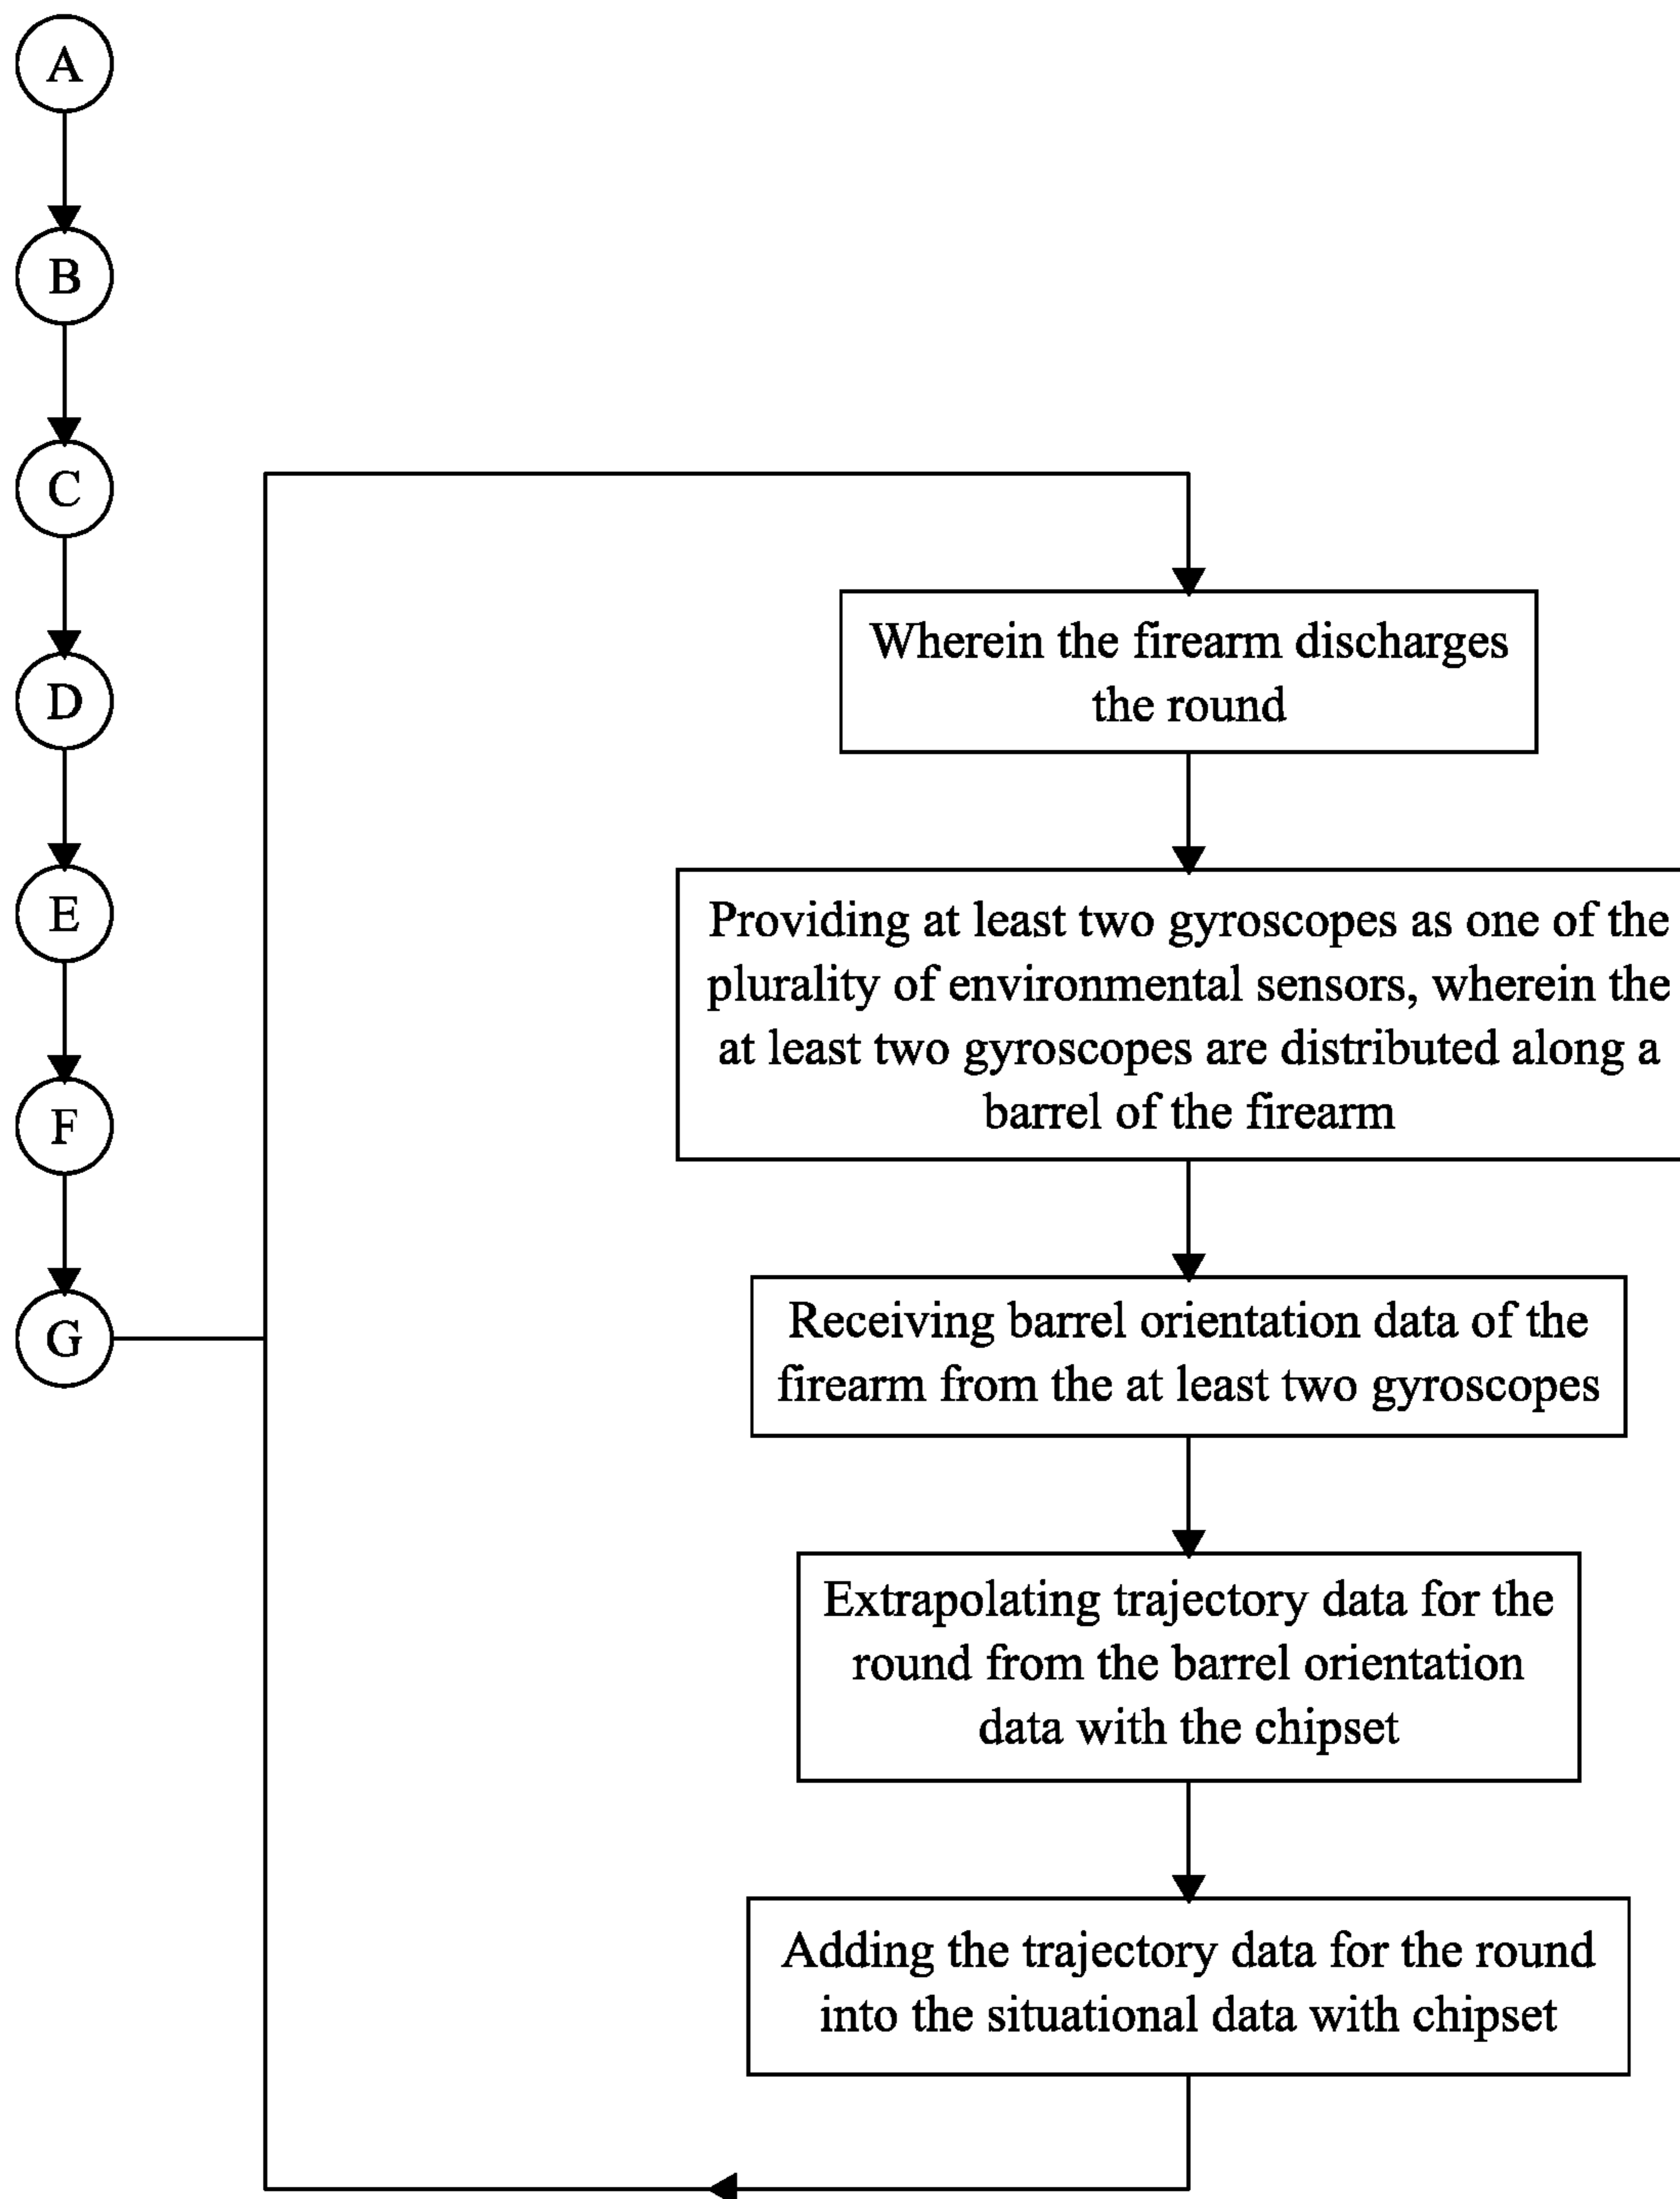 A
B
C
D
E
F
G
Wherein the firearm discharges
the round
Providing at least two gyroscopes as one of the
plurality of environmental sensors, wherein the
at least two gyroscopes are distributed along a
barrel of the firearm
Receiving barrel orientation data of the
firearm from the at least two gyroscopes
Extrapolating trajectory data for the
round from the barrel orientation
data with the chipset
Adding the trajectory data for the round
into the situational data with chipset